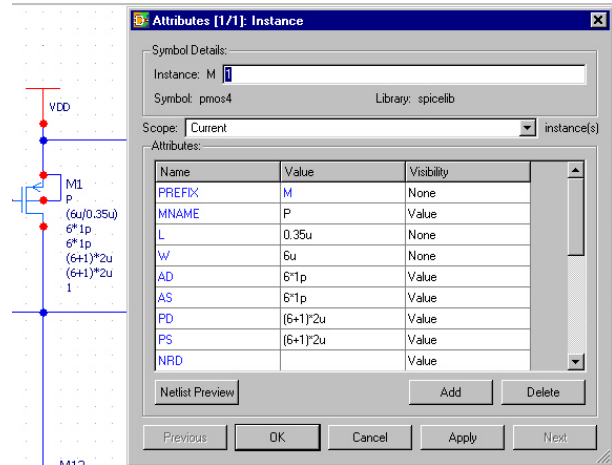 Attributes [1/1]: Instance
Symbol Details:
Instance: M 1
Symbol: pmos4 Library: spicelib
Scope: Current instance(s)
Attributes:
Name Value Visibility
PREFIX M None
MNAME P Value
L 0.35u None
W 6u None
AD 6*1p Value
AS 6*1p Value
PD (6+1)*2u Value
PS (6+1)*2u Value
NRD Value
Netlist Preview Add Delete
Previous OK Cancel Apply Next
VDD
M1
P
(6u/0.35u)
6*1p
6*1p
(6+1)*2u
(6+1)*2u
1